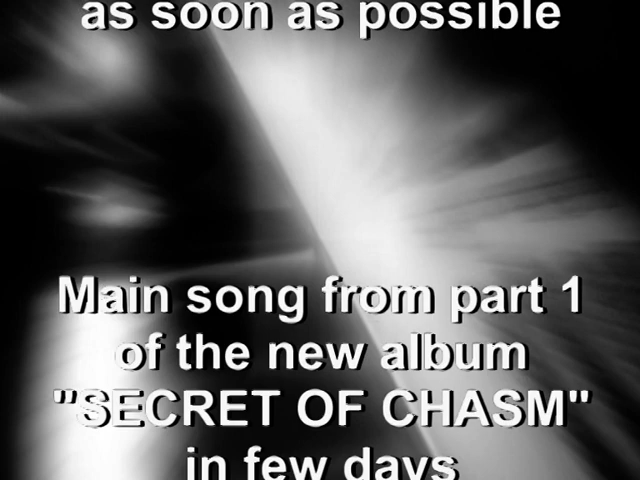 as soon as possible
Main song from part 1
of the new album
"SECRET OF CHASM"
in few days